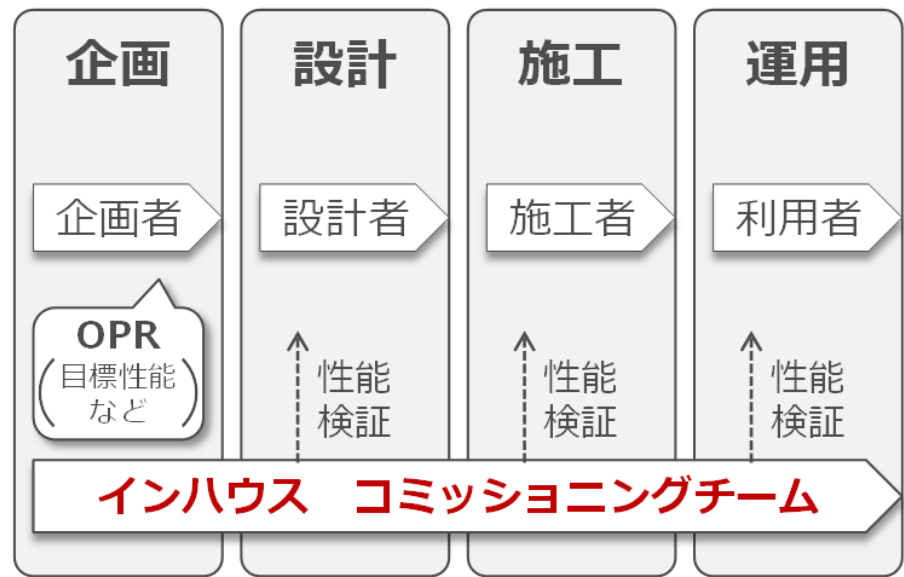 企画
設計
施工
運用
企画者
設計者
施工者
利用者
OPR
(目標性能
など)
性能
検証
性能
検証
性能
検証
インハウス　コミッショニングチーム